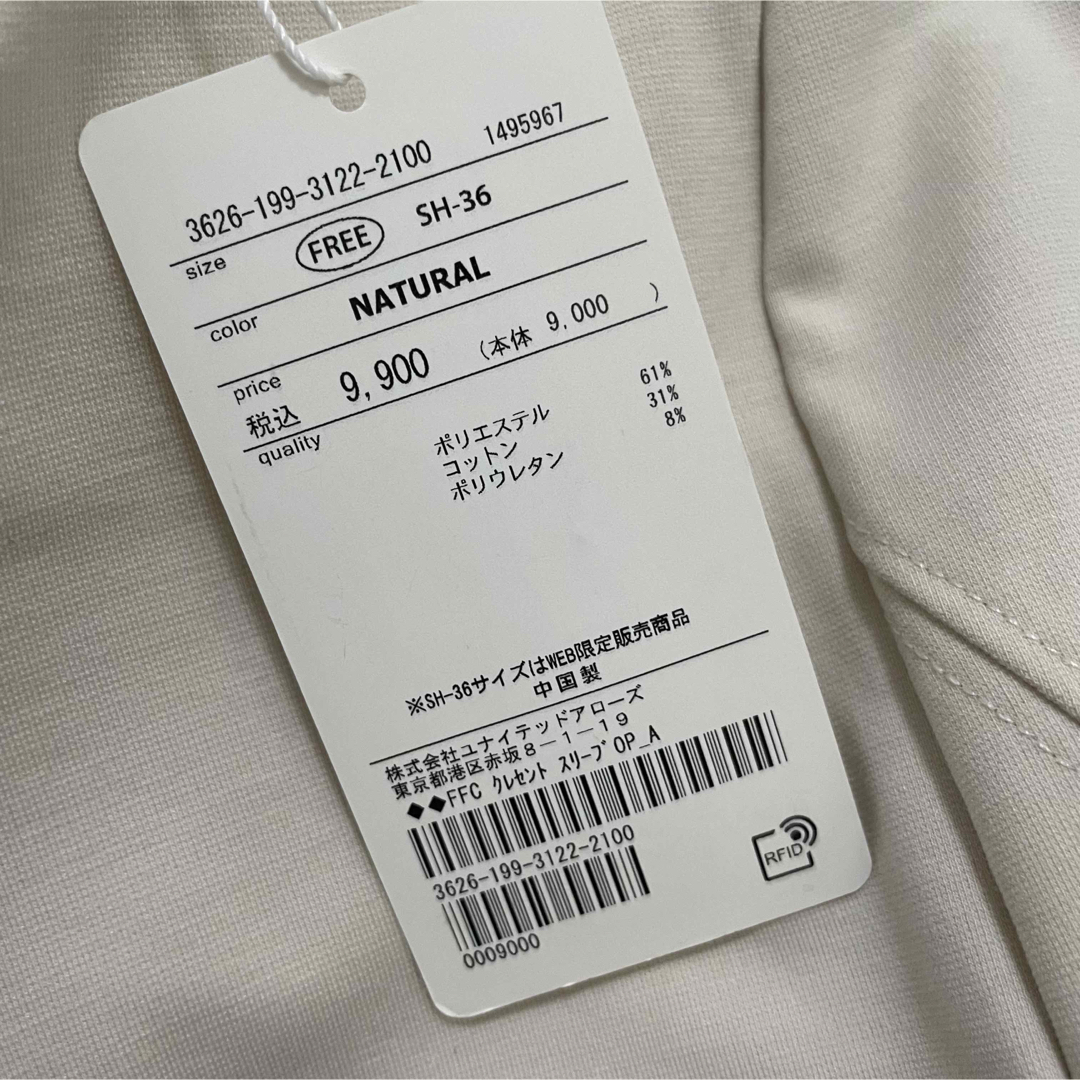 3626-199-3122-2100 1495967
size FREE SH-36
color NATURAL
price 9,900 (本体 9,000 )
税込
quality
ポリエステル 61%
コットン 31%
ポリウレタン 8%
※SH-36サイズはWEB限定販売商品
中国製
株式会社ユナイテッドアローズ
東京都港区赤坂8-1-19
◆◆FFC クレセント スリーブ OP_A
3626-199-3122-2100
0009000
RFID